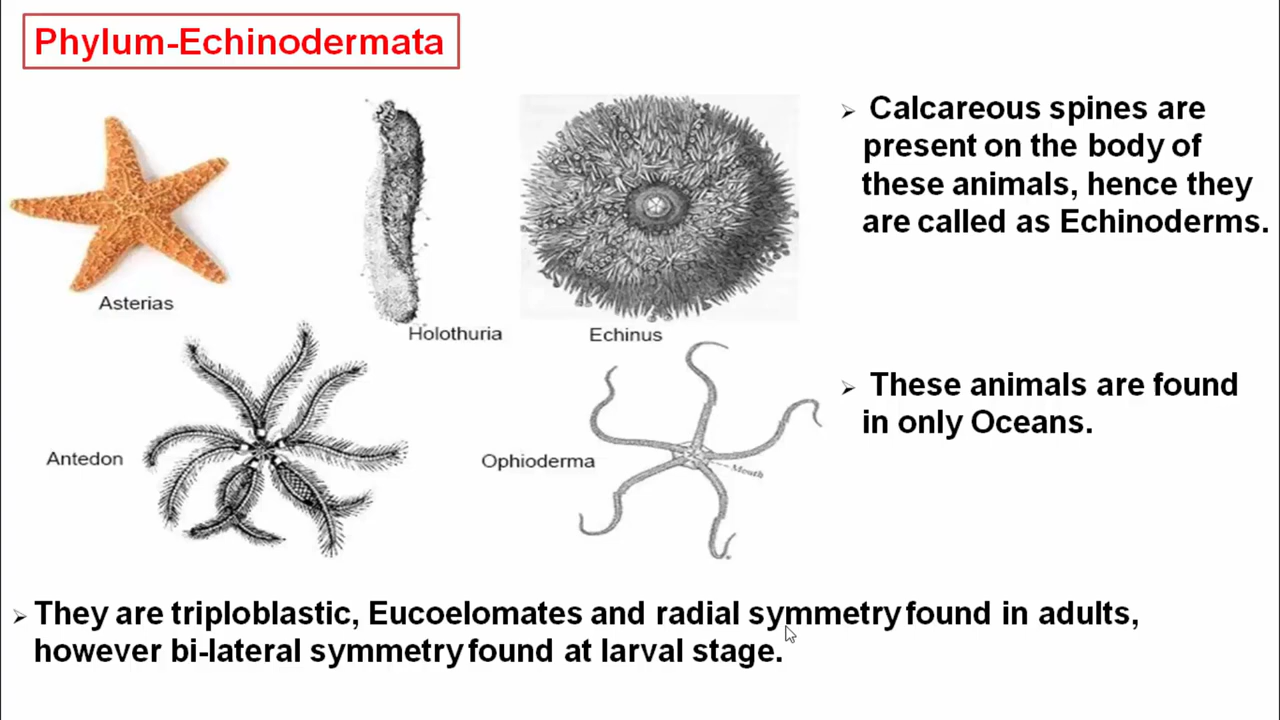 Phylum-Echinodermata
➢ Calcareous spines are
present on the body of
these animals, hence they
are called as Echinoderms.
Asterias
Holothuria
Echinus
➢ These animals are found
in only Oceans.
Antedon
Ophioderma
Mouth
➢ They are triploblastic, Eucoelomates and radial symmetry found in adults,
however bi-lateral symmetry found at larval stage.